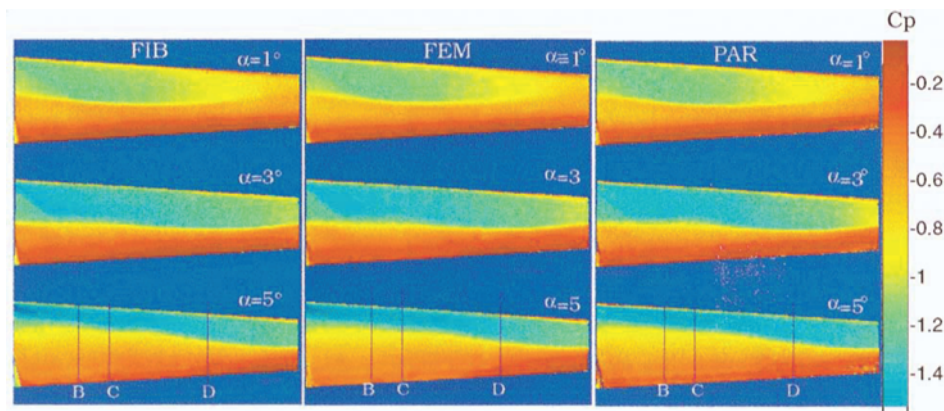 Cp
FIB
FEM
PAR
α=1°
α=1°
α=1°
-0.2
-0.4
-0.6
-0.8
-1
-1.2
-1.4
α=3°
α=3
α=3°
α=5°
α=5
α=5°
B
C
D
B
C
D
B
C
D